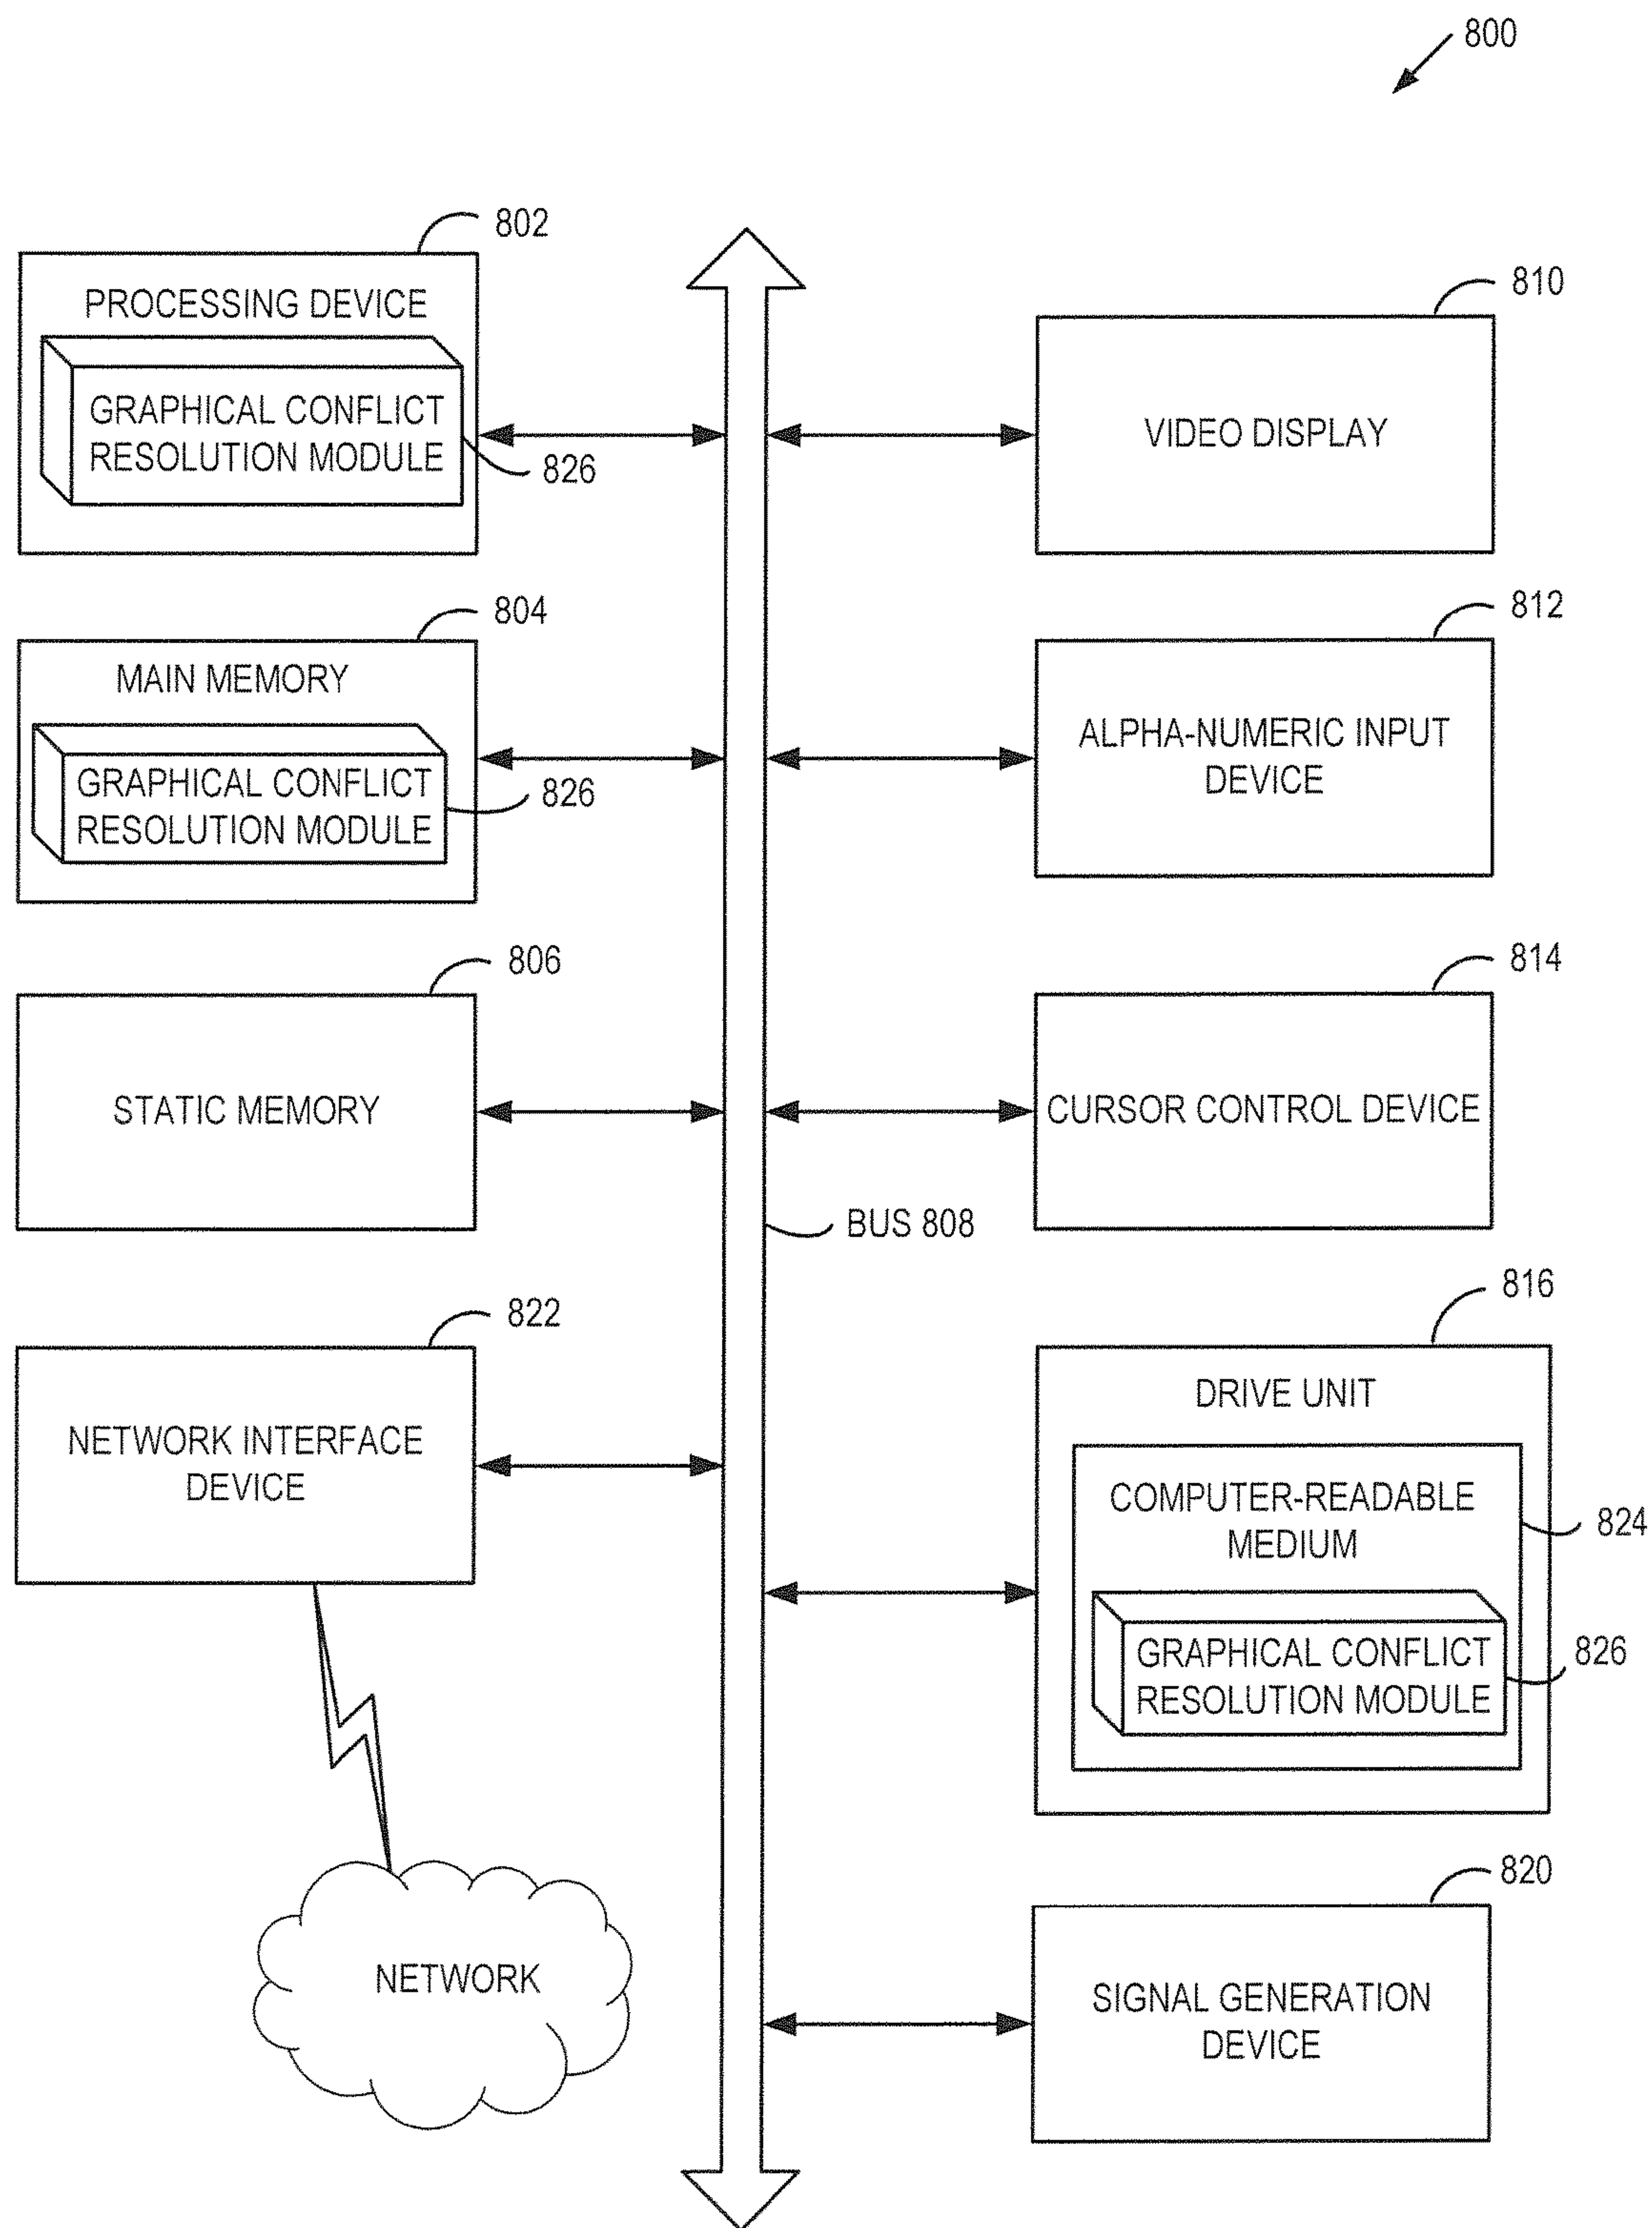 800
802
PROCESSING DEVICE
GRAPHICAL CONFLICT
RESOLUTION MODULE
826
810
VIDEO DISPLAY
804
MAIN MEMORY
GRAPHICAL CONFLICT
RESOLUTION MODULE
826
812
ALPHA-NUMERIC INPUT
DEVICE
806
STATIC MEMORY
814
CURSOR CONTROL DEVICE
BUS 808
822
NETWORK INTERFACE
DEVICE
816
DRIVE UNIT
COMPUTER-READABLE
MEDIUM
824
GRAPHICAL CONFLICT
RESOLUTION MODULE
826
NETWORK
820
SIGNAL GENERATION
DEVICE